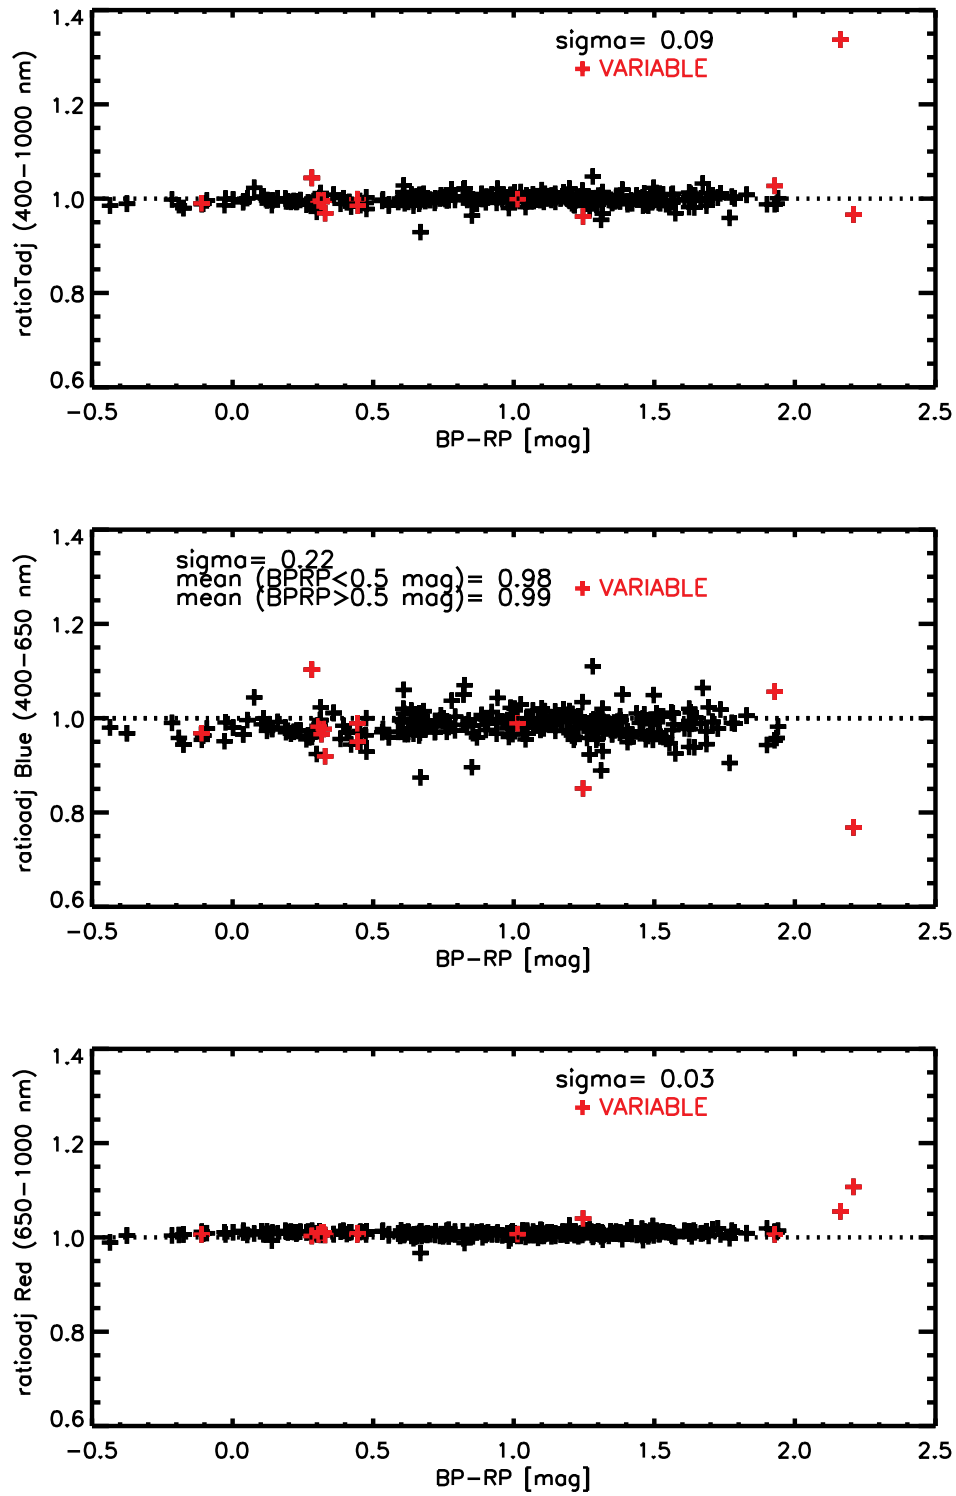 1.4
sigma= 0.09
VARIABLE
1.2
1.0
0.8
0.6
ratioTadj (400-1000 nm)
-0.5 0.0 0.5 1.0 1.5 2.0 2.5
BP-RP [mag]
1.4
sigma= 0.22
mean (BPRP<0.5 mag)= 0.98
mean (BPRP>0.5 mag)= 0.99
VARIABLE
1.2
1.0
0.8
0.6
ratioadj Blue (400-650 nm)
-0.5 0.0 0.5 1.0 1.5 2.0 2.5
BP-RP [mag]
1.4
sigma= 0.03
VARIABLE
1.2
1.0
0.8
0.6
ratioadj Red (650-1000 nm)
-0.5 0.0 0.5 1.0 1.5 2.0 2.5
BP-RP [mag]